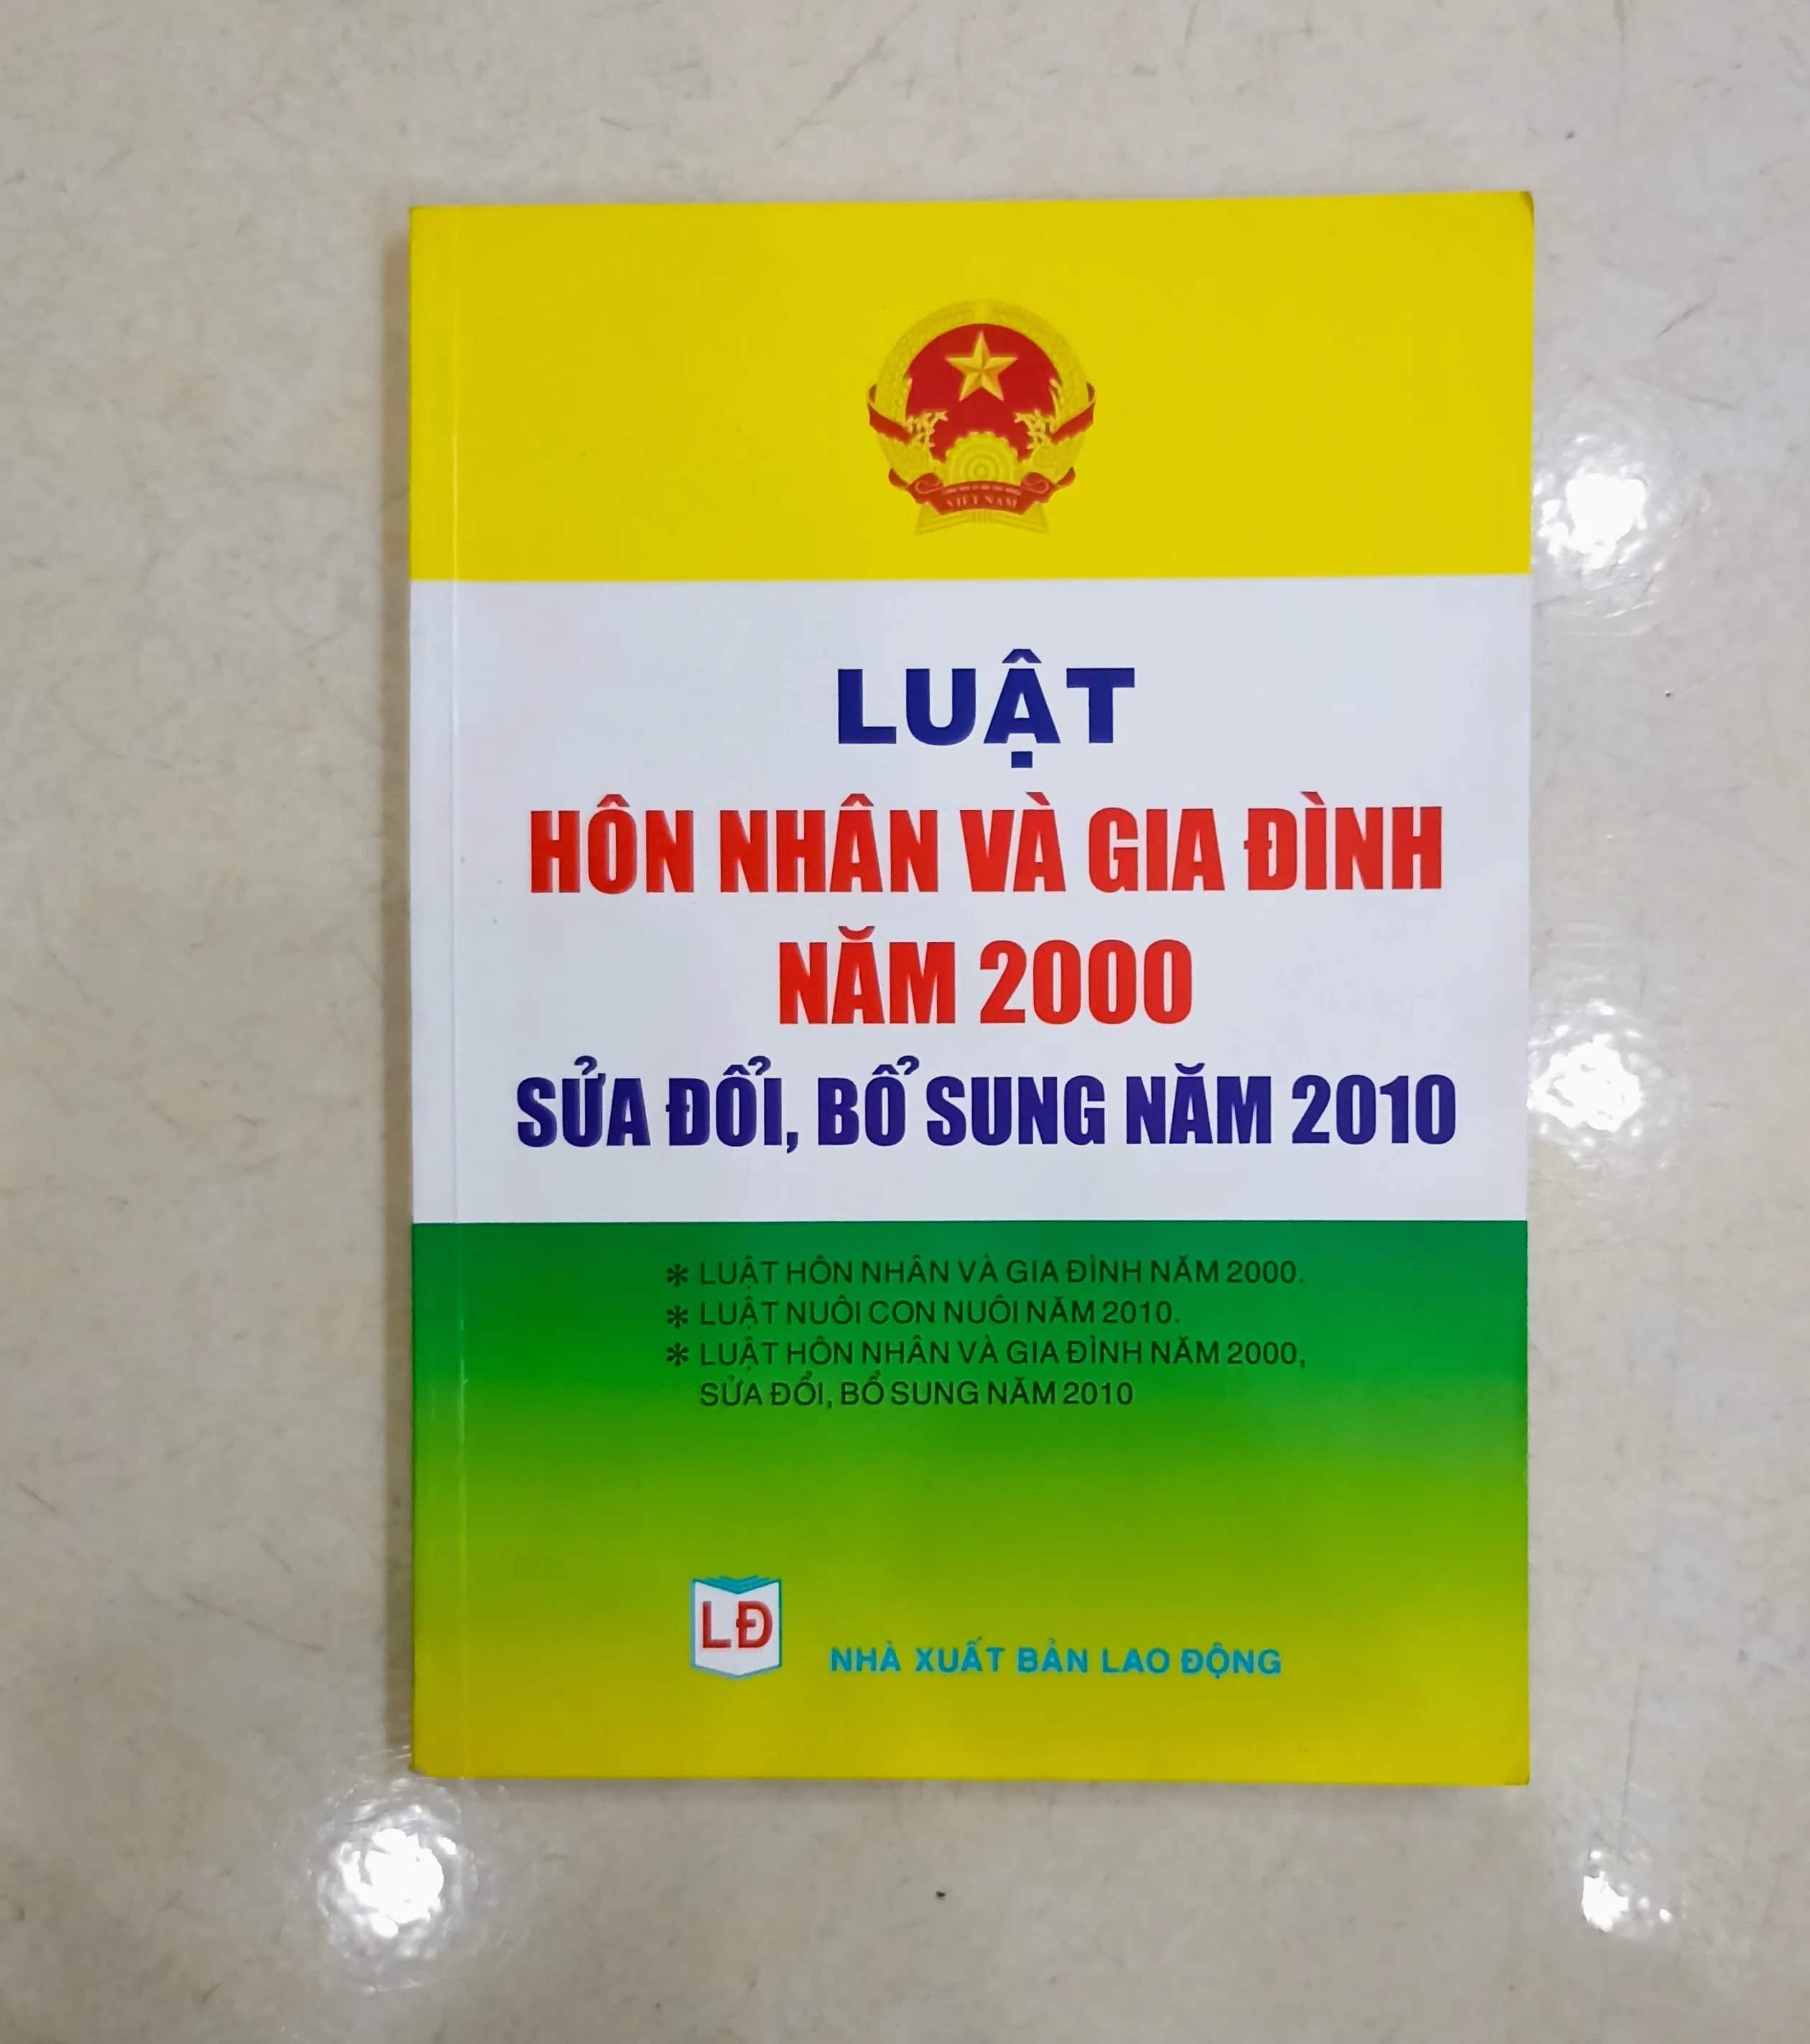 VIỆT NAM
LUẬT
HÔN NHÂN VÀ GIA ĐÌNH
NĂM 2000
SỬA ĐỔI, BỔ SUNG NĂM 2010
* LUẬT HÔN NHÂN VÀ GIA ĐÌNH NĂM 2000.
* LUẬT NUÔI CON NUÔI NĂM 2010.
* LUẬT HÔN NHÂN VÀ GIA ĐÌNH NĂM 2000,
SỬA ĐỔI, BỔ SUNG NĂM 2010
LĐ
NHÀ XUẤT BẢN LAO ĐỘNG